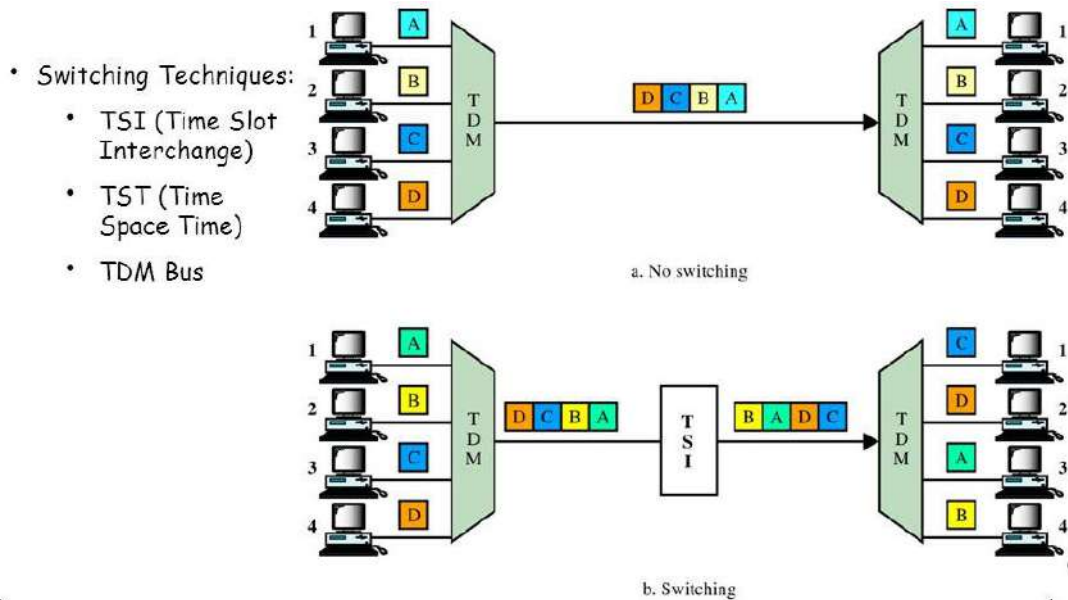 • Switching Techniques:
• TSI (Time Slot
Interchange)
• TST (Time
Space Time)
• TDM Bus
1 A
2 B
3 C
4 D
T
D
M
D C B A
T
D
M
A 1
B 2
C 3
D 4
a. No switching
1 A
2 B
3 C
4 D
T
D
M
D C B A
T
S
I
B A D C
T
D
M
C 1
D 2
A 3
B 4
b. Switching